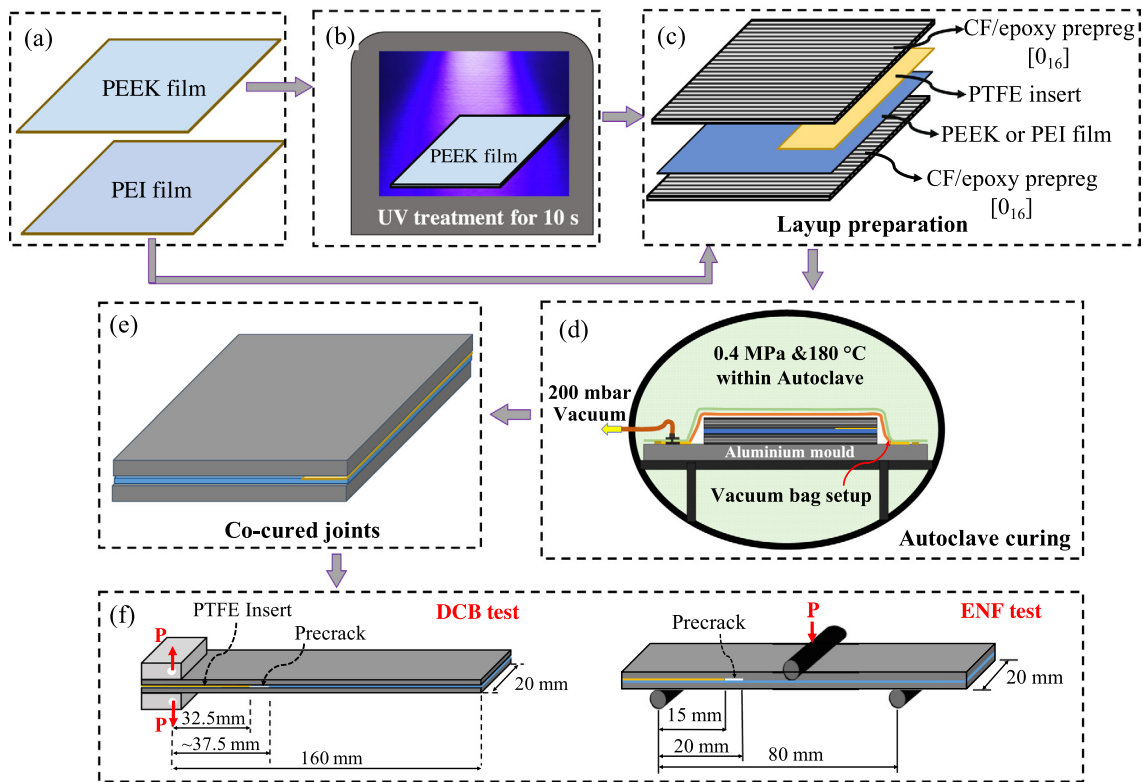 (a)
PEEK film
PEI film
(b)
PEEK film
UV treatment for 10 s
(c)
CF/epoxy prepreg
[0₁₆]
PTFE insert
PEEK or PEI film
CF/epoxy prepreg
[0₁₆]
Layup preparation
(d)
0.4 MPa &180 °C
within Autoclave
200 mbar
Vacuum
Aluminium mould
Vacuum bag setup
Autoclave curing
(e)
Co-cured joints
(f)
PTFE Insert
DCB test
P
Precrack
20 mm
P
32.5mm
~37.5 mm
160 mm
ENF test
P
Precrack
20 mm
15 mm
20 mm
80 mm